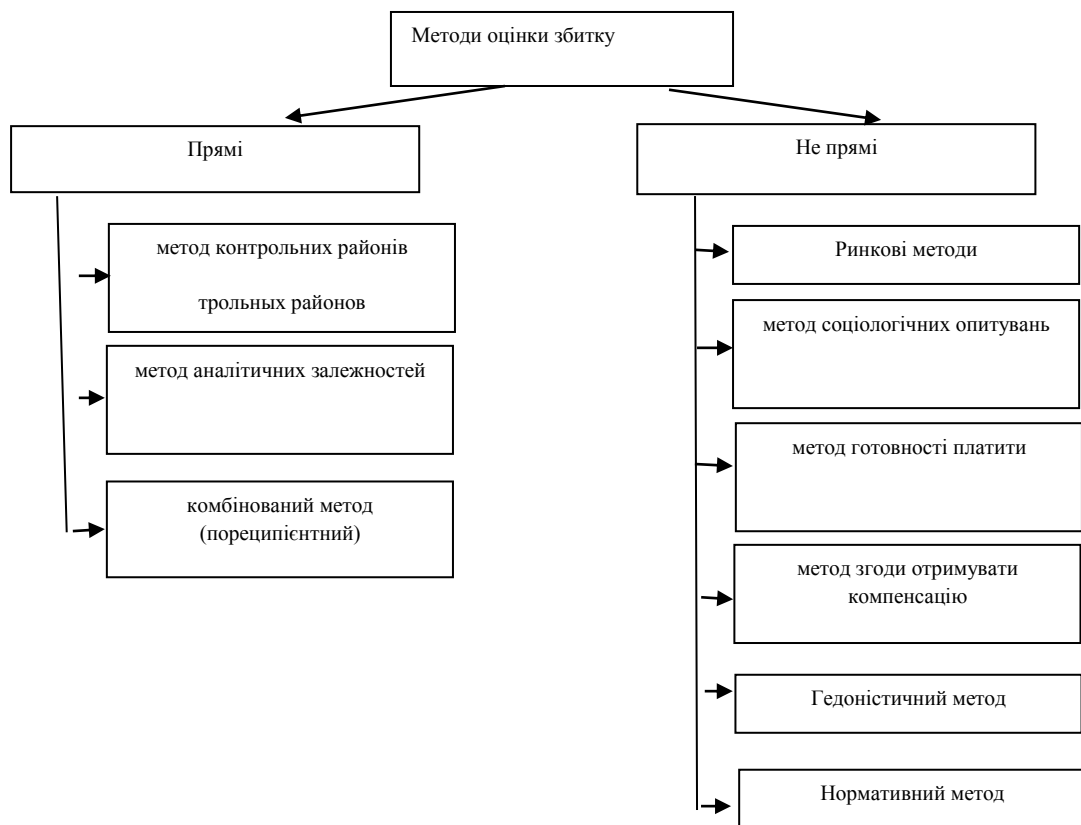 Методи оцінки збитку
Прямі
метод контрольних районів
трольных районов
метод аналітичних залежностей
комбінований метод
(пореципієнтний)
Не прямі
Ринкові методи
метод соціологічних опитувань
метод готовності платити
метод згоди отримувати
компенсацію
Гедоністичний метод
Нормативний метод